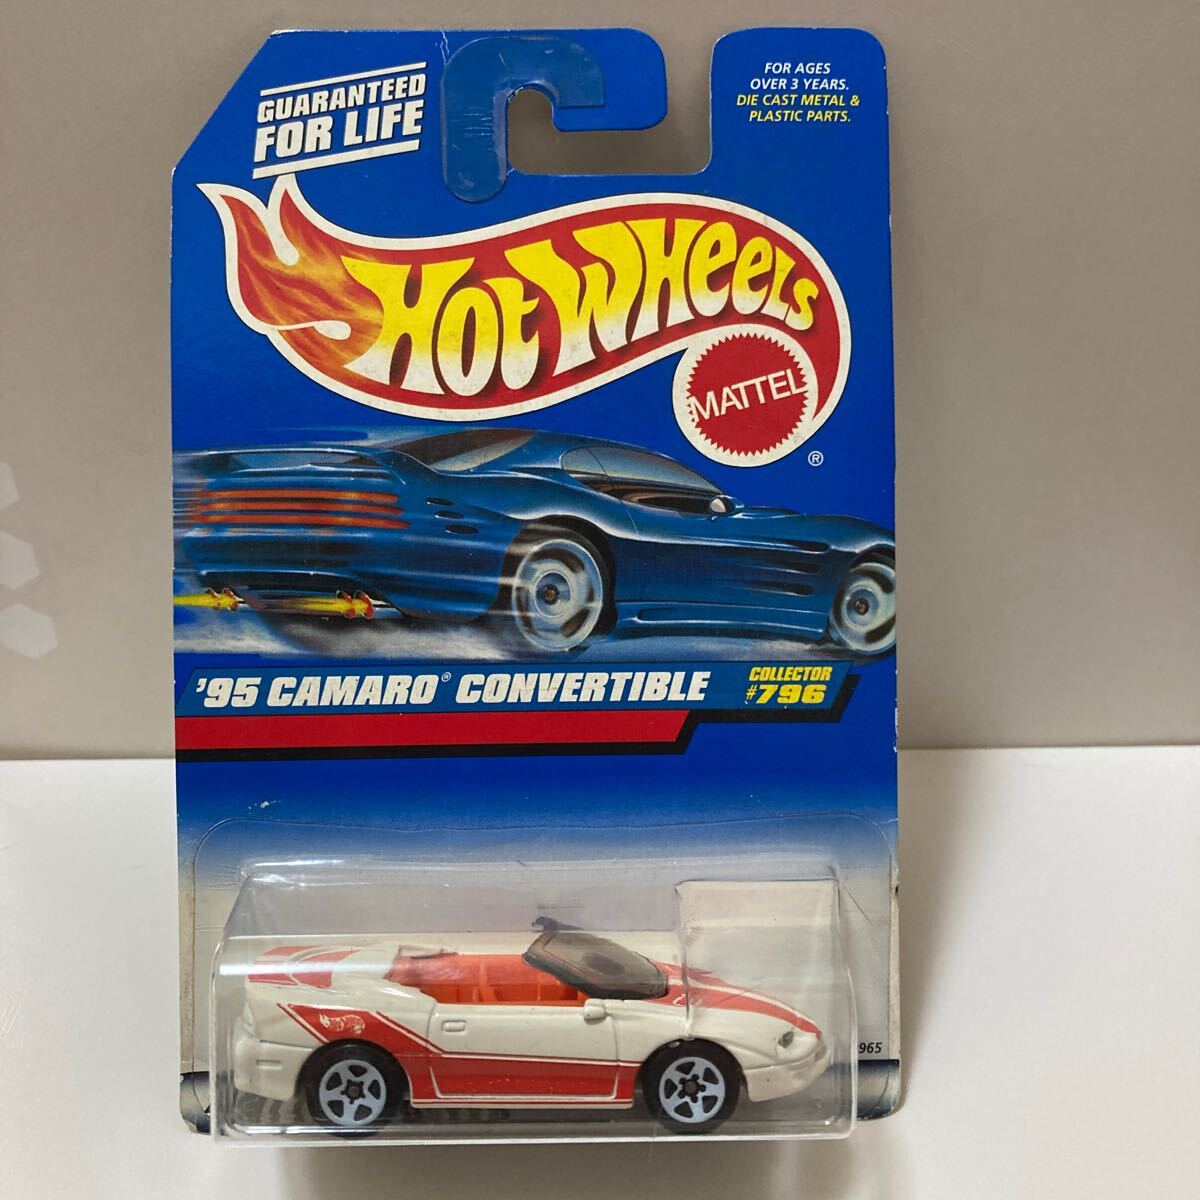 GUARANTEED
FOR LIFE
FOR AGES
OVER 3 YEARS.
DIE CAST METAL &
PLASTIC PARTS.
HOT WHEELS
MATTEL
®
'95 CAMARO® CONVERTIBLE
COLLECTOR
#796
965